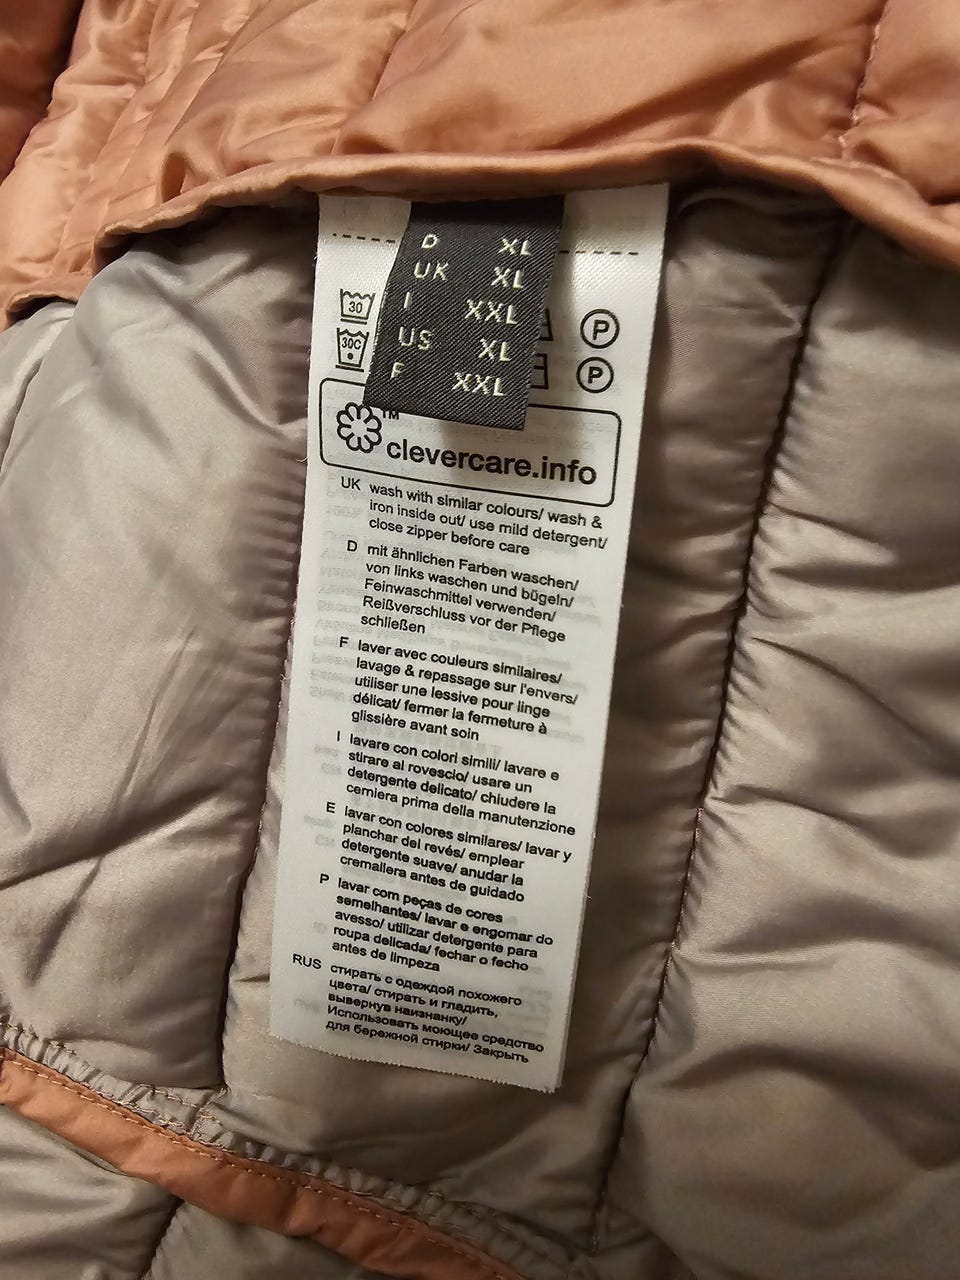 D XL
UK XL
I XXL
US XL
F XXL
30 P
30C P
TM
clevercare.info
UK wash with similar colours/ wash &
iron inside out/ use mild detergent/
close zipper before care
D mit ähnlichen Farben waschen/
von links waschen und bügeln/
Feinwaschmittel verwenden/
Reißverschluss vor der Pflege
schließen
F laver avec couleurs similaires/
lavage & repassage sur l'envers/
utiliser une lessive pour linge
délicat/ fermer la fermeture à
glissière avant soin
I lavare con colori simili/ lavare e
stirare al rovescio/ usare un
detergente delicato/ chiudere la
cerniera prima della manutenzione
E lavar con colores similares/ lavar y
planchar del revés/ emplear
detergente suave/ anudar la
cremallera antes de guidado
P lavar com peças de cores
semelhantes/ lavar e engomar do
avesso/ utilizar detergente para
roupa delicada/ fechar o fecho
antes de limpeza
RUS стирать с одеждой похожего
цвета/ стирать и гладить,
вывернув наизнанку/
Использовать моющее средство
для бережной стирки/ Закрыть